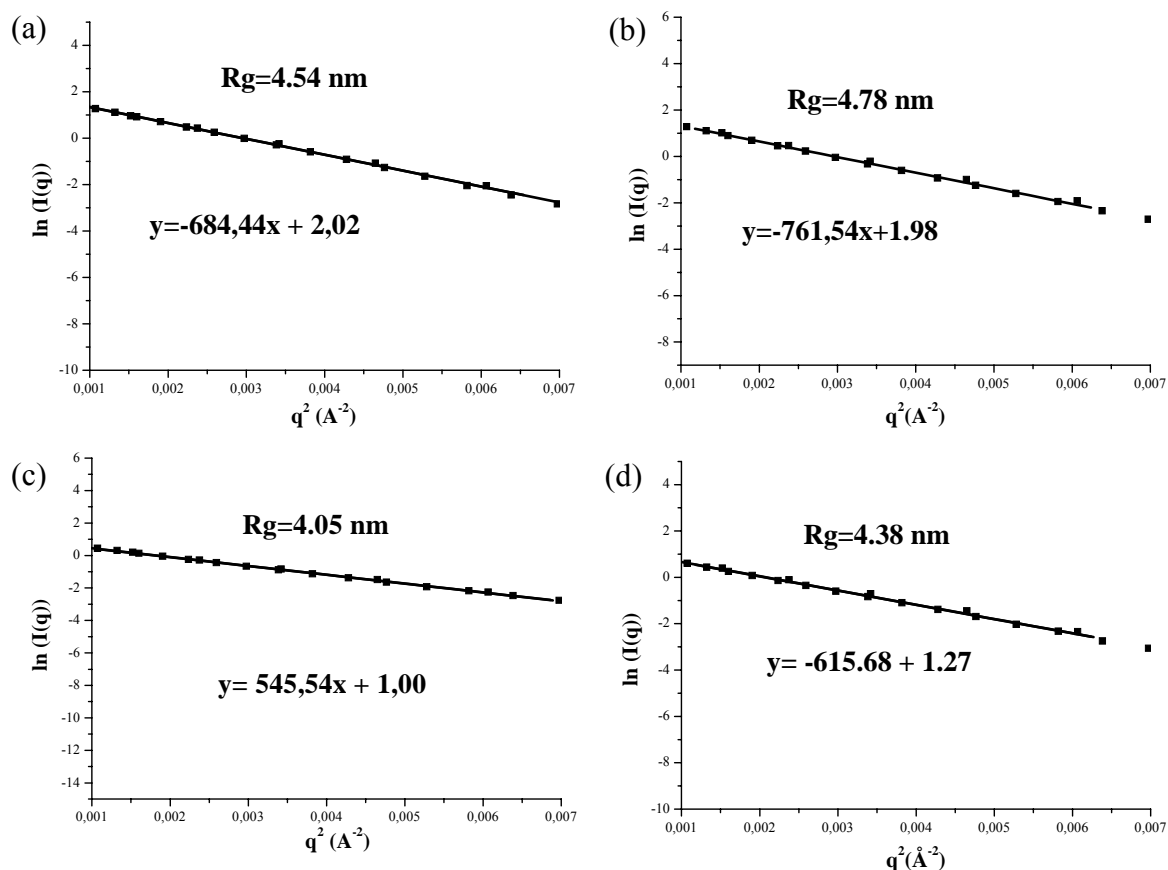 (a)
6
4
2
0
-2
-4
-6
-8
-10
ln (I(q))
Rg=4.54 nm
y=-684,44x + 2,02
0,001 0,002 0,003 0,004 0,005 0,006 0,007
q² (A⁻²)
(b)
6
4
2
0
-2
-4
-6
-8
ln (I(q))
Rg=4.78 nm
y=-761,54x+1.98
0,001 0,002 0,003 0,004 0,005 0,006 0,007
q²(A⁻²)
(c)
6
4
2
0
-2
-4
-6
-8
-10
-12
-14
ln (I(q))
Rg=4.05 nm
y= 545,54x + 1,00
0,001 0,002 0,003 0,004 0,005 0,006 0,007
q² (A⁻²)
(d)
4
2
0
-2
-4
-6
-8
-10
ln (I(q))
Rg=4.38 nm
y= -615.68 + 1.27
0,001 0,002 0,003 0,004 0,005 0,006 0,007
q²(Å⁻²)